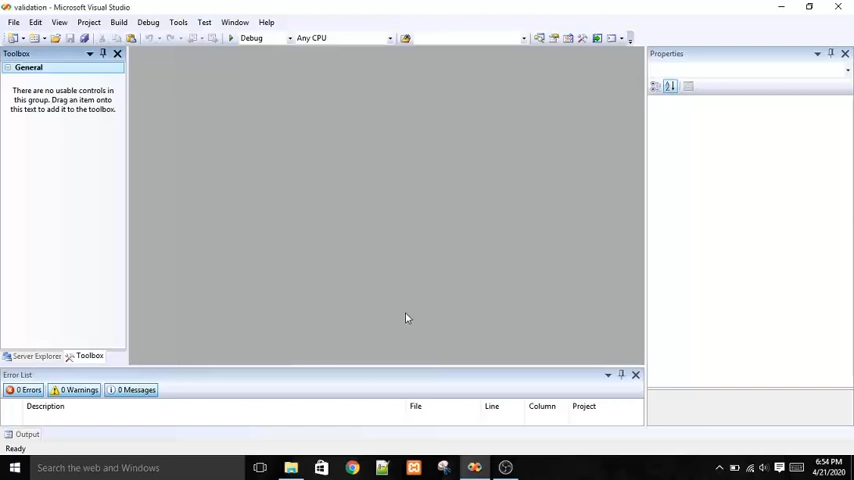 validation - Microsoft Visual Studio
File Edit View Project Build Debug Tools Test Window Help
Debug Any CPU
Toolbox
General
There are no usable controls in
this group. Drag an item onto
this text to add it to the toolbox.
Server Explorer Toolbox
Properties
Error List
0 Errors 0 Warnings 0 Messages
Description File Line Column Project
Output
Ready
Search the web and Windows
6:54 PM
4/21/2020